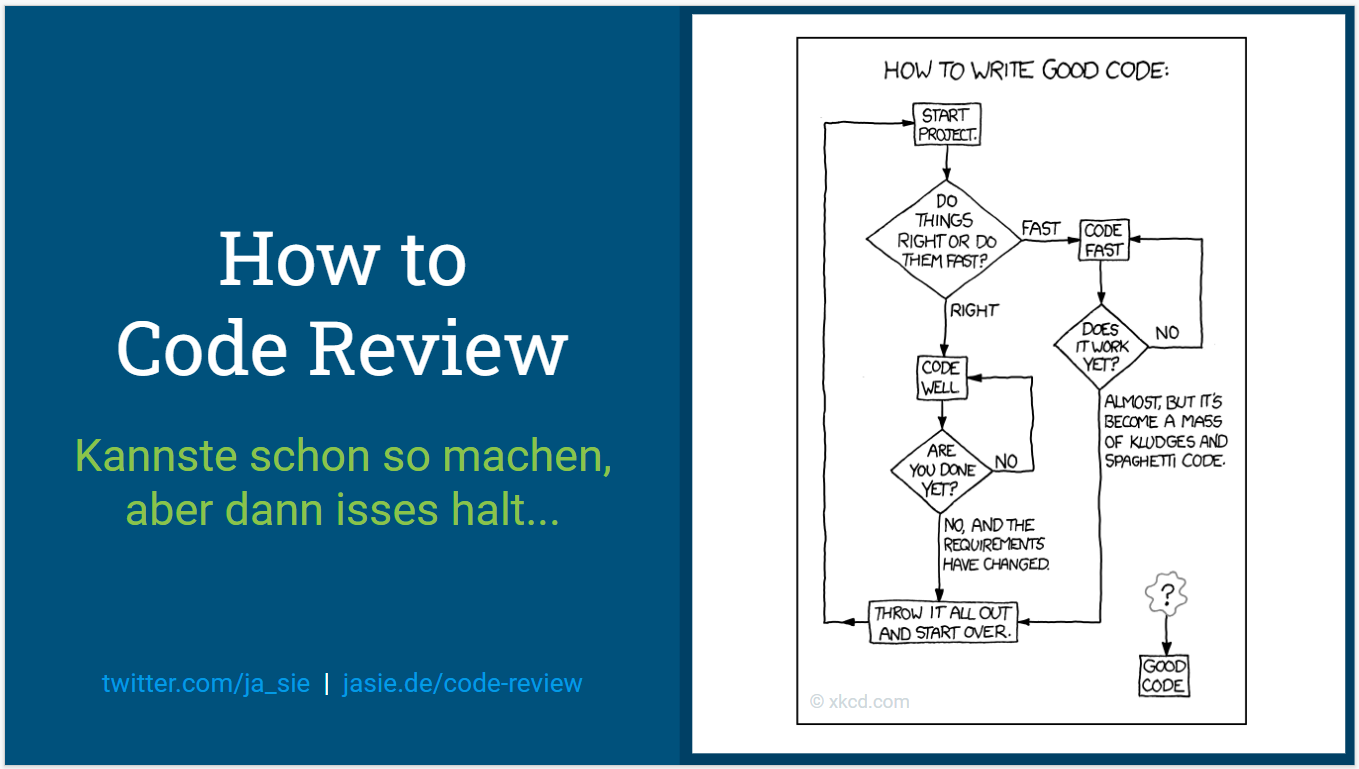 How to
Code Review
Kannste schon so machen,
aber dann isses halt...
twitter.com/ja_sie | jasie.de/code-review
HOW TO WRITE GOOD CODE:
START
PROJECT.
DO
THINGS
RIGHT OR DO
THEM FAST?
FAST
CODE
FAST
RIGHT
DOES
IT WORK
YET?
NO
CODE
WELL
ALMOST, BUT IT'S
BECOME A MASS
OF KLUDGES AND
SPAGHETTI CODE.
ARE
YOU DONE
YET?
NO
NO, AND THE
REQUIREMENTS
HAVE CHANGED.
THROW IT ALL OUT
AND START OVER.
?
GOOD
CODE
© xkcd.com